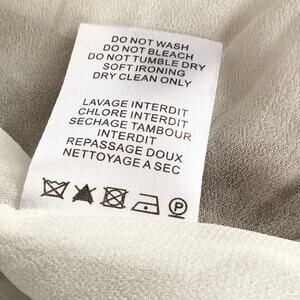 DO NOT WASH
DO NOT BLEACH
DO NOT TUMBLE DRY
SOFT IRONING
DRY CLEAN ONLY
LAVAGE INTERDIT
CHLORE INTERDIT
SECHAGE TAMBOUR
INTERDIT
REPASSAGE DOUX
NETTOYAGE A SEC
P